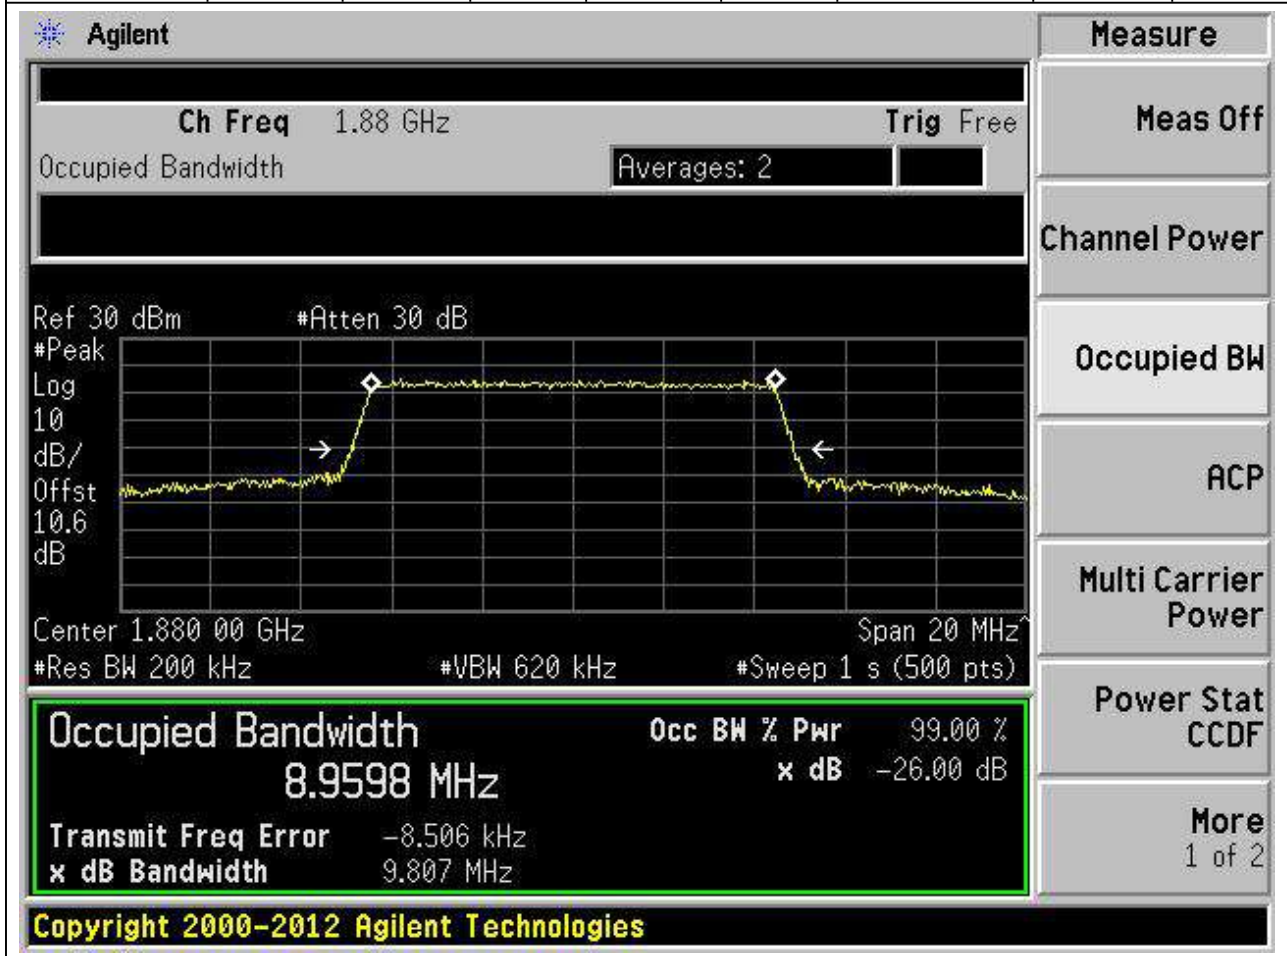 Agilent
Measure
Ch Freq 1.88 GHz Trig Free
Occupied Bandwidth Averages: 2
Ref 30 dBm #Atten 30 dB
#Peak
Log
10
dB/
Offst
10.6
dB
Center 1.880 00 GHz Span 20 MHz^
#Res BW 200 kHz #VBW 620 kHz #Sweep 1 s (500 pts)
Occupied Bandwidth Occ BW % Pwr 99.00 %
8.9598 MHz x dB -26.00 dB
Transmit Freq Error -8.506 kHz
x dB Bandwidth 9.807 MHz
Copyright 2000-2012 Agilent Technologies
Meas Off
Channel Power
Occupied BW
ACP
Multi Carrier
Power
Power Stat
CCDF
More
1 of 2